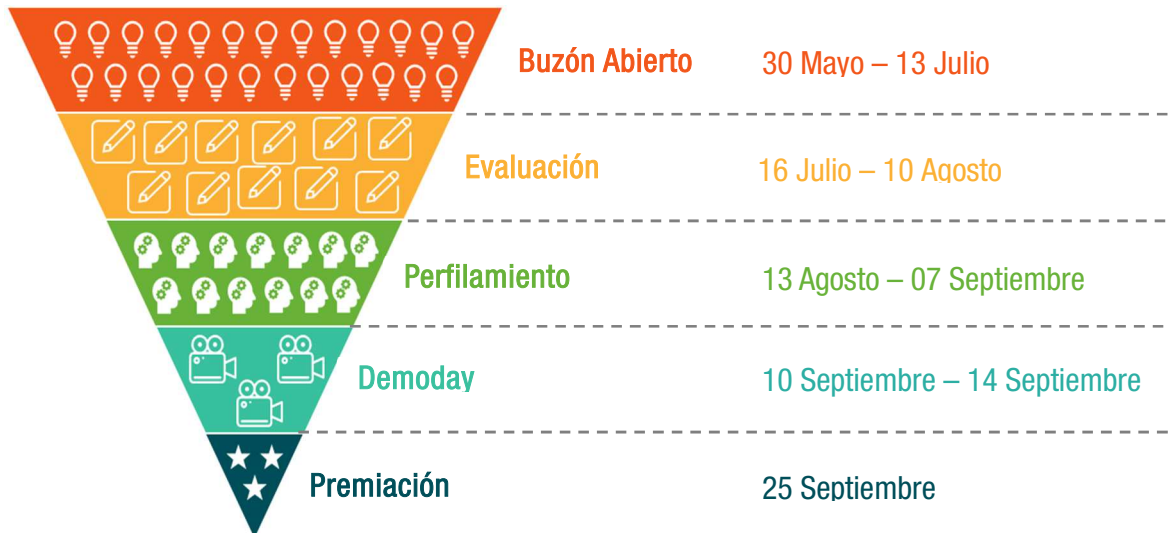 Buzón Abierto 30 Mayo – 13 Julio
Evaluación 16 Julio – 10 Agosto
Perfilamiento 13 Agosto – 07 Septiembre
Demoday 10 Septiembre – 14 Septiembre
Premiación 25 Septiembre